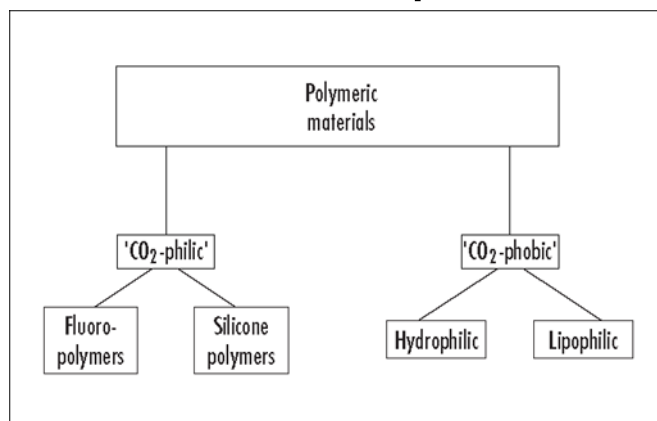 Polymeric
materials
'CO₂-philic'
'CO₂-phobic'
Fluoro-
polymers
Silicone
polymers
Hydrophilic
Lipophilic